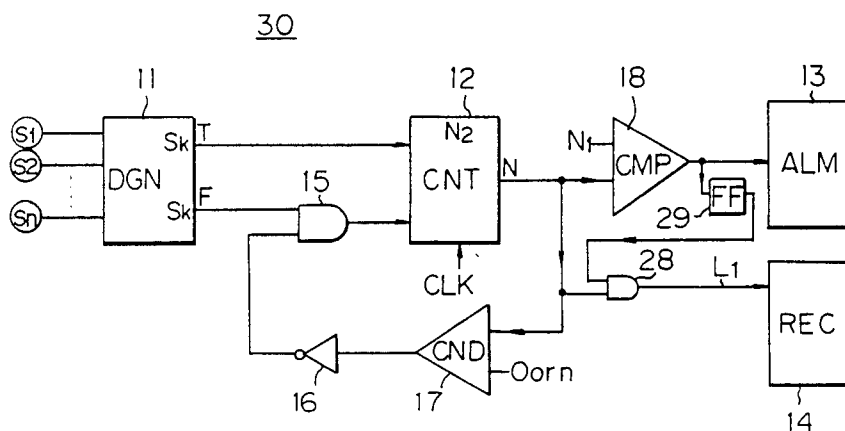 30
11
12
18
13
S1
S2
Sn
DGN
Sk
T
Sk
F
15
N2
CNT
N
CLK
N1
CMP
FF
29
ALM
28
L1
REC
14
16
CND
17
Oorn